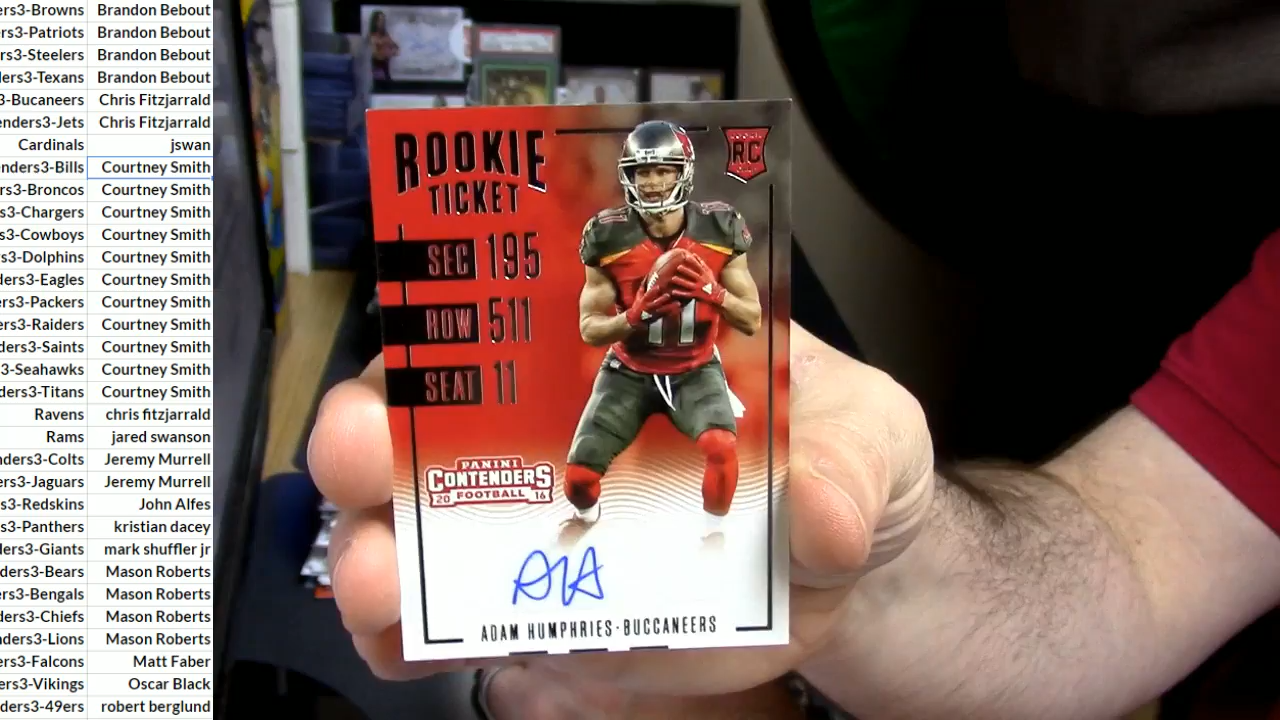 ers3-Browns Brandon Bebout
ers3-Patriots Brandon Bebout
rs3-Steelers Brandon Bebout
ders3-Texans Brandon Bebout
3-Bucaneers Chris Fitzjarrald
enders3-Jets Chris Fitzjarrald
Cardinals jswan
enders3-Bills Courtney Smith
rs3-Broncos Courtney Smith
s3-Chargers Courtney Smith
s3-Cowboys Courtney Smith
rs3-Dolphins Courtney Smith
ders3-Eagles Courtney Smith
ers3-Packers Courtney Smith
ers3-Raiders Courtney Smith
ders3-Saints Courtney Smith
3-Seahawks Courtney Smith
ders3-Titans Courtney Smith
Ravens chris fitzjarrald
Rams jared swanson
nders3-Colts Jeremy Murrell
ers3-Jaguars Jeremy Murrell
s3-Redskins John Alfes
s3-Panthers kristian dacey
ders3-Giants mark shuffler jr
ders3-Bears Mason Roberts
s3-Bengals Mason Roberts
ders3-Chiefs Mason Roberts
ders3-Lions Mason Roberts
ers3-Falcons Matt Faber
ers3-Vikings Oscar Black
nders3-49ers robert berglund
ROOKIE
TICKET
RC
SEC 195
ROW 511
SEAT 11
11
PANINI
CONTENDERS
20 FOOTBALL 16
AH
ADAM HUMPHRIES-BUCCANEERS